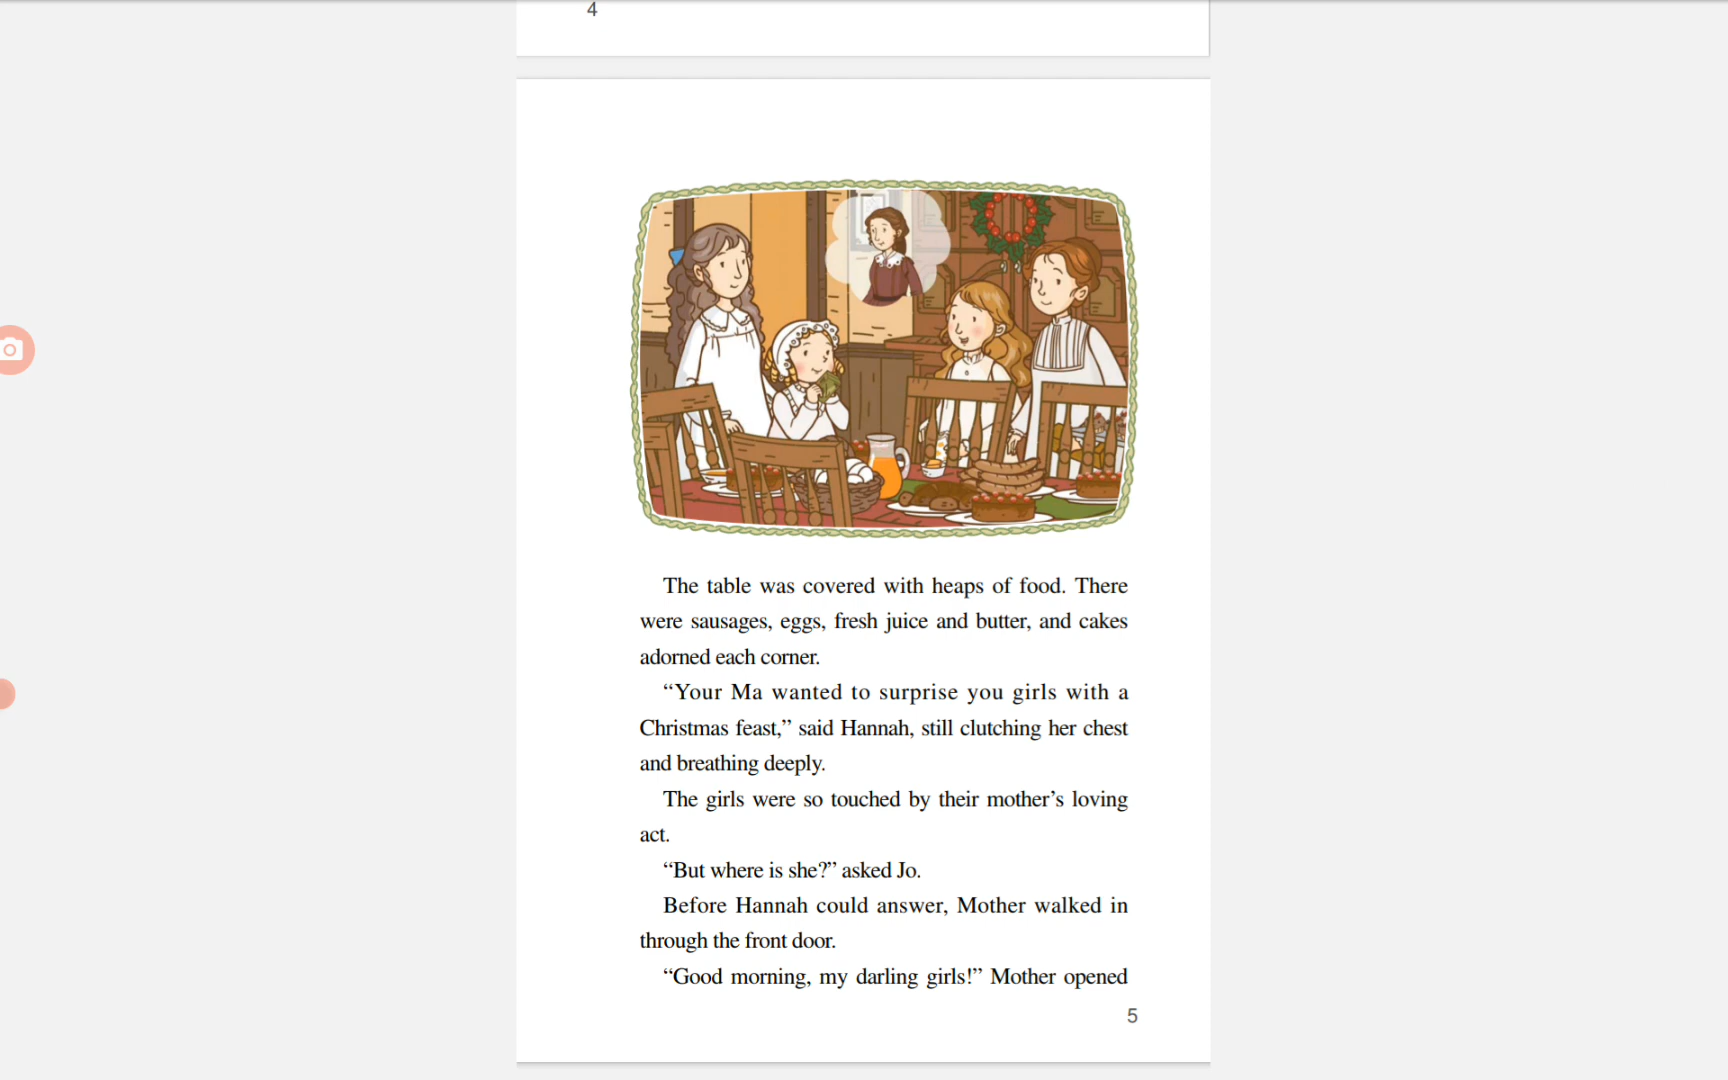 4
The table was covered with heaps of food. There
were sausages, eggs, fresh juice and butter, and cakes
adorned each corner.
“Your Ma wanted to surprise you girls with a
Christmas feast,” said Hannah, still clutching her chest
and breathing deeply.
The girls were so touched by their mother’s loving
act.
“But where is she?” asked Jo.
Before Hannah could answer, Mother walked in
through the front door.
“Good morning, my darling girls!” Mother opened
5